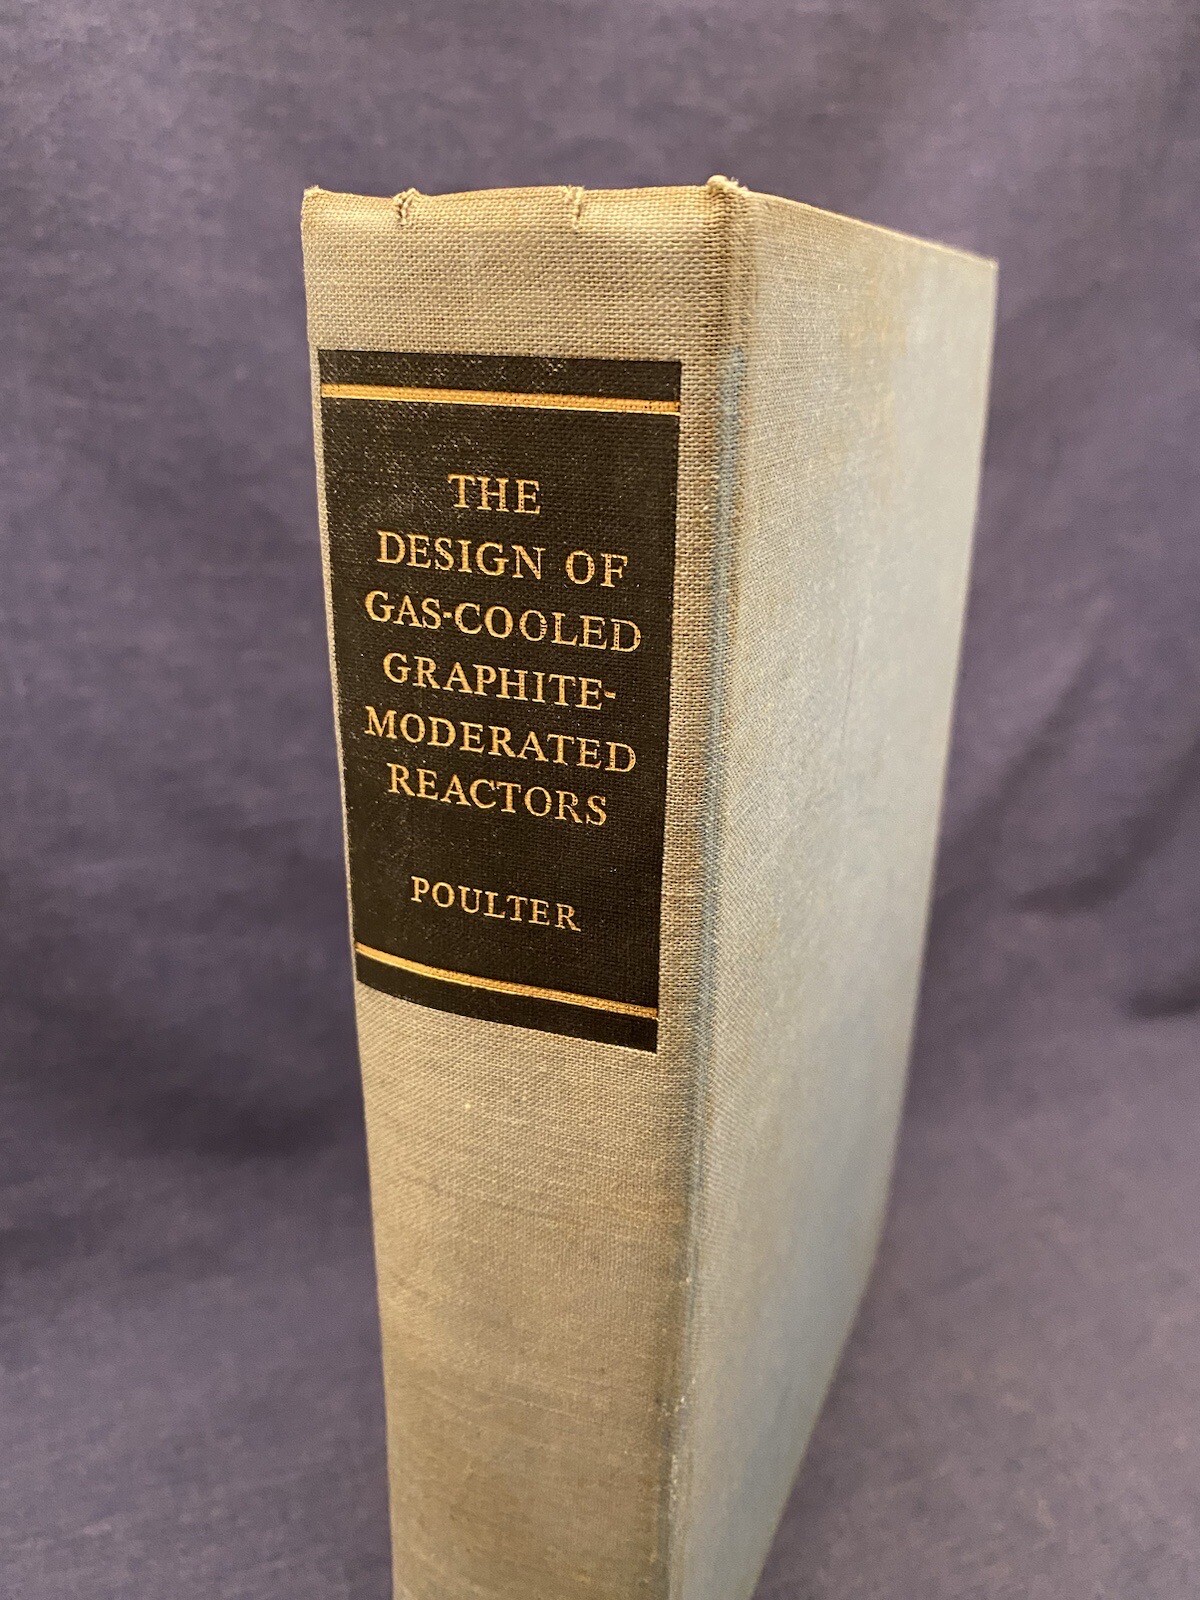 THE
DESIGN OF
GAS-COOLED
GRAPHITE-
MODERATED
REACTORS
POULTER